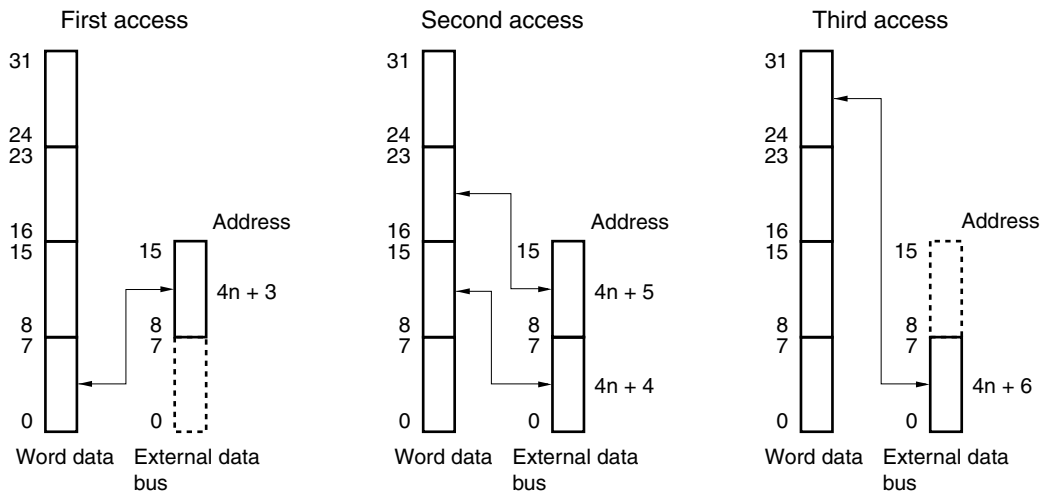 First access
31
24
23
16
15
8
7
0
Address
15
4n + 3
8
7
0
Word data
External data
bus
Second access
31
24
23
16
15
8
7
0
Address
15
4n + 5
8
7
4n + 4
0
Word data
External data
bus
Third access
31
24
23
16
15
8
7
0
Address
15
8
7
4n + 6
0
Word data
External data
bus